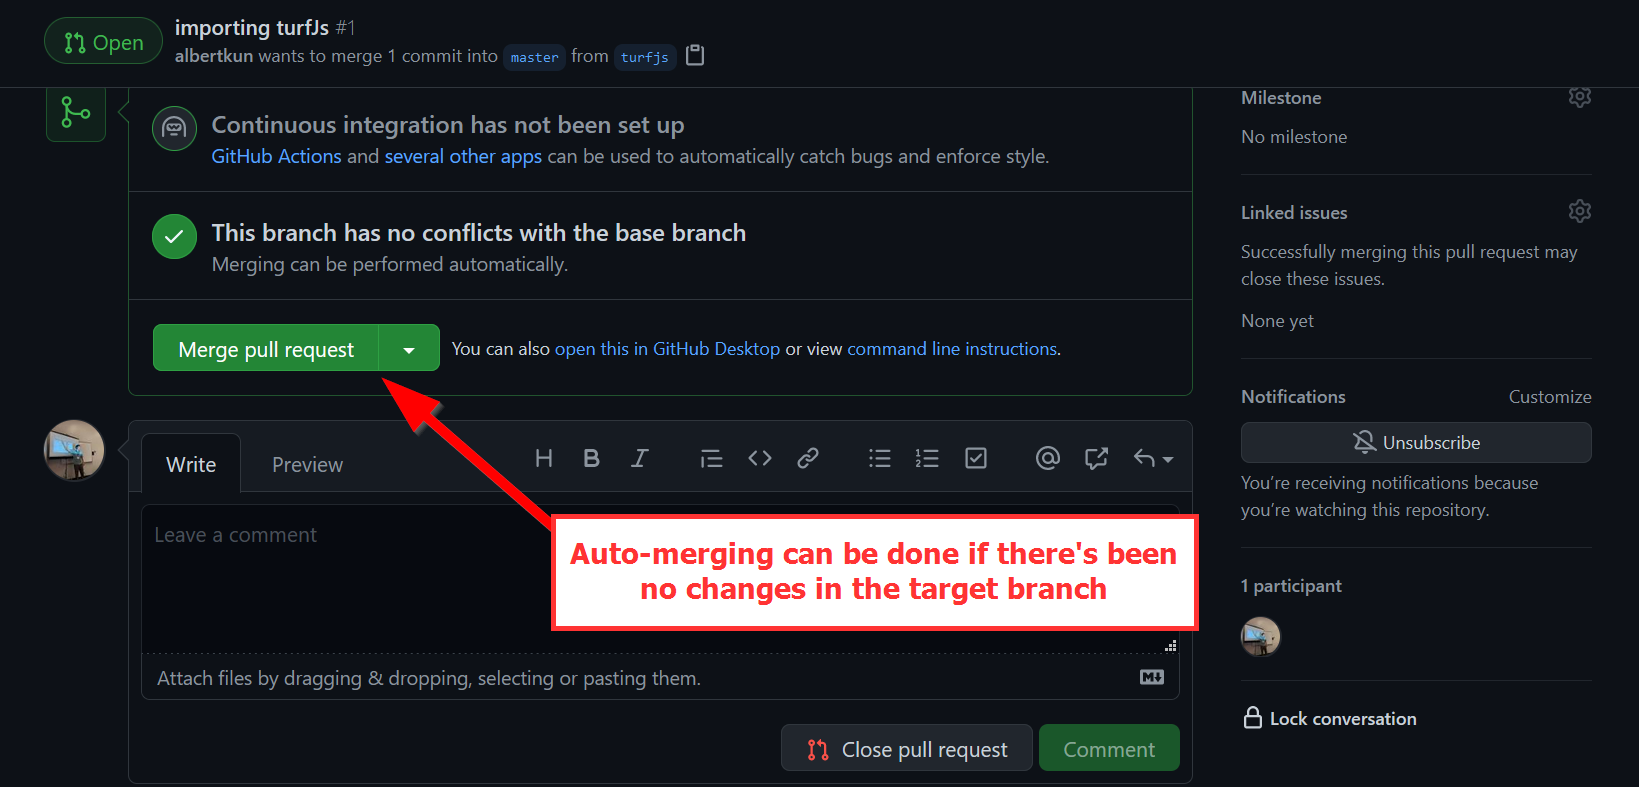 Open
importing turfJs #1
albertkun wants to merge 1 commit into master from turfjs
Continuous integration has not been set up
GitHub Actions and several other apps can be used to automatically catch bugs and enforce style.
This branch has no conflicts with the base branch
Merging can be performed automatically.
Merge pull request
You can also open this in GitHub Desktop or view command line instructions.
Write
Preview
H B I
Leave a comment
Auto-merging can be done if there's been
no changes in the target branch
Attach files by dragging & dropping, selecting or pasting them.
Close pull request
Comment
Milestone
No milestone
Linked issues
Successfully merging this pull request may
close these issues.
None yet
Notifications
Customize
Unsubscribe
You’re receiving notifications because
you’re watching this repository.
1 participant
Lock conversation